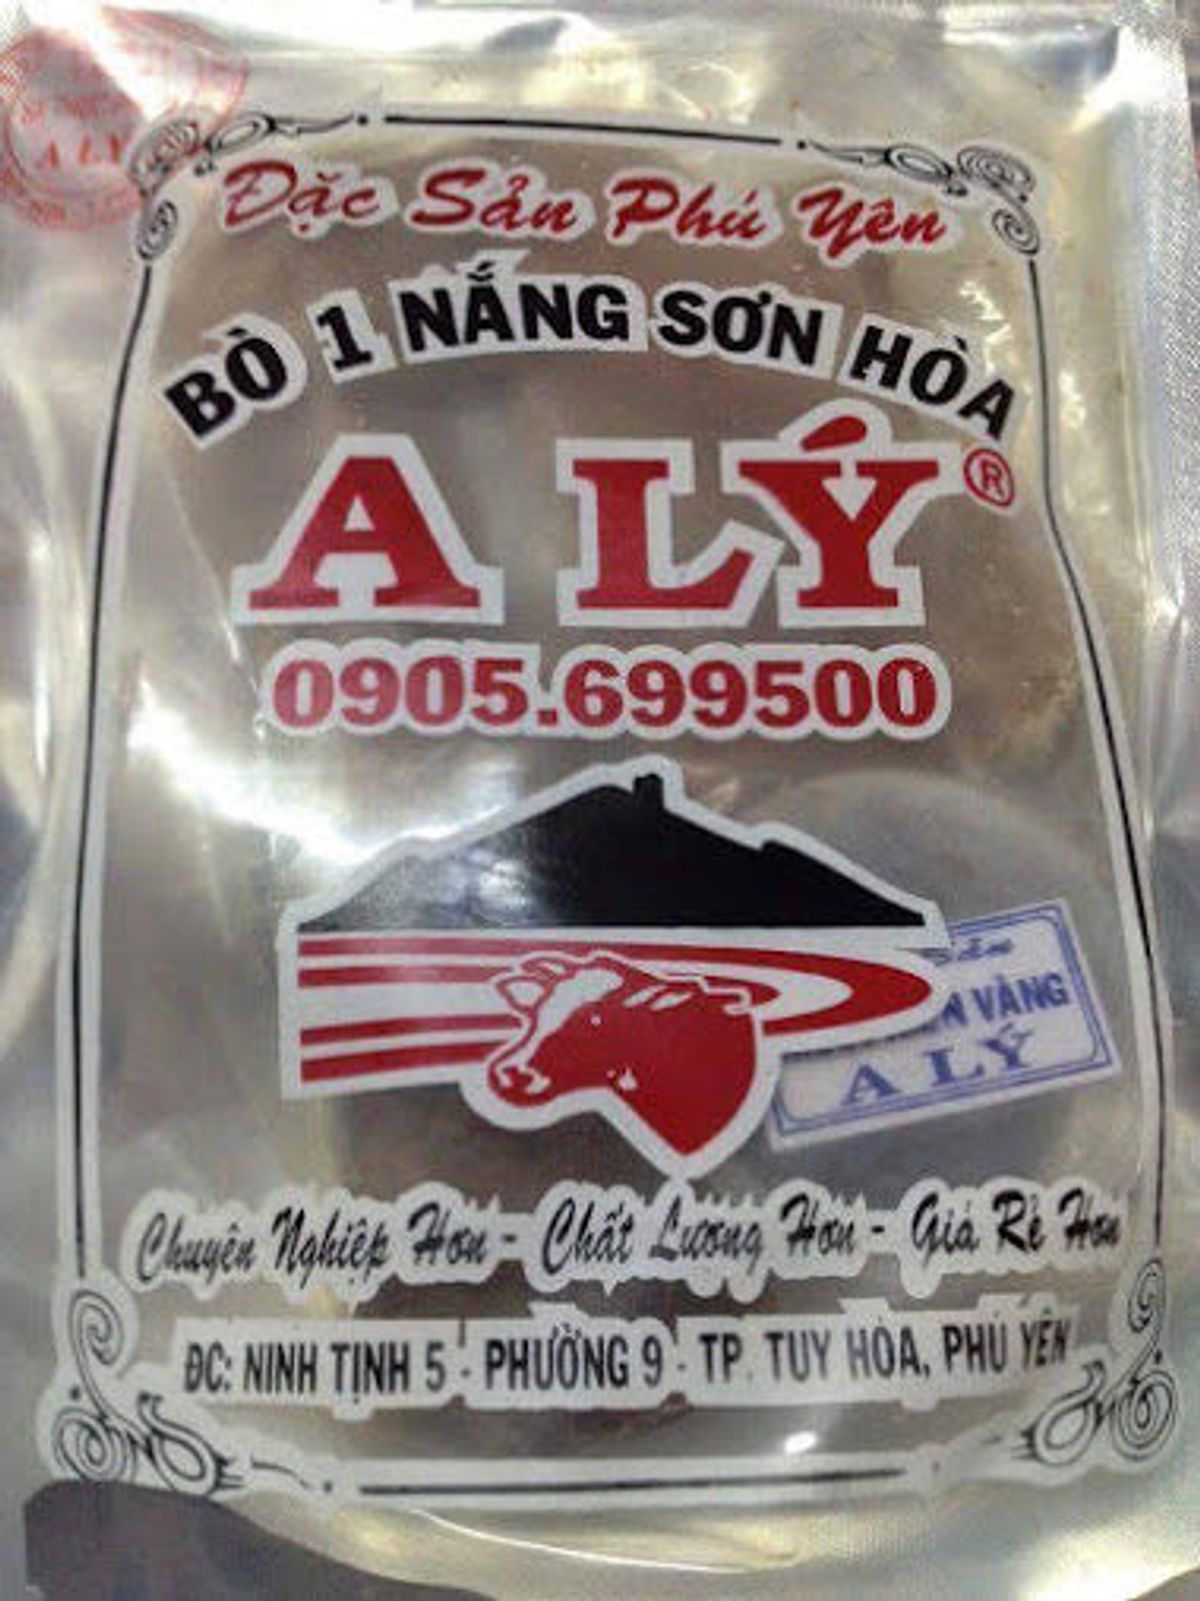 A LÝ
Đặc Sản Phú Yên
BÒ 1 NẮNG SƠN HÒA
A LÝ ®
0905.699500
VÀNG
A LÝ
Chuyên Nghiệp Hơn - Chất Lượng Hơn - Giá Rẻ Hơn
ĐC: NINH TỊNH 5 - PHƯỜNG 9 - TP. TUY HÒA, PHÚ YÊN